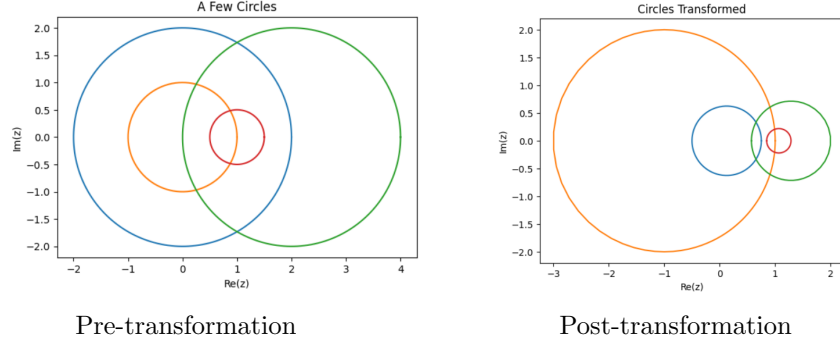 A Few Circles
2.0
1.5
1.0
0.5
0.0
−0.5
−1.0
−1.5
−2.0
Im(z)
−2 −1 0 1 2 3 4
Re(z)
Pre-transformation
Circles Transformed
2.0
1.5
1.0
0.5
0.0
−0.5
−1.0
−1.5
−2.0
Im(z)
−3 −2 −1 0 1 2
Re(z)
Post-transformation